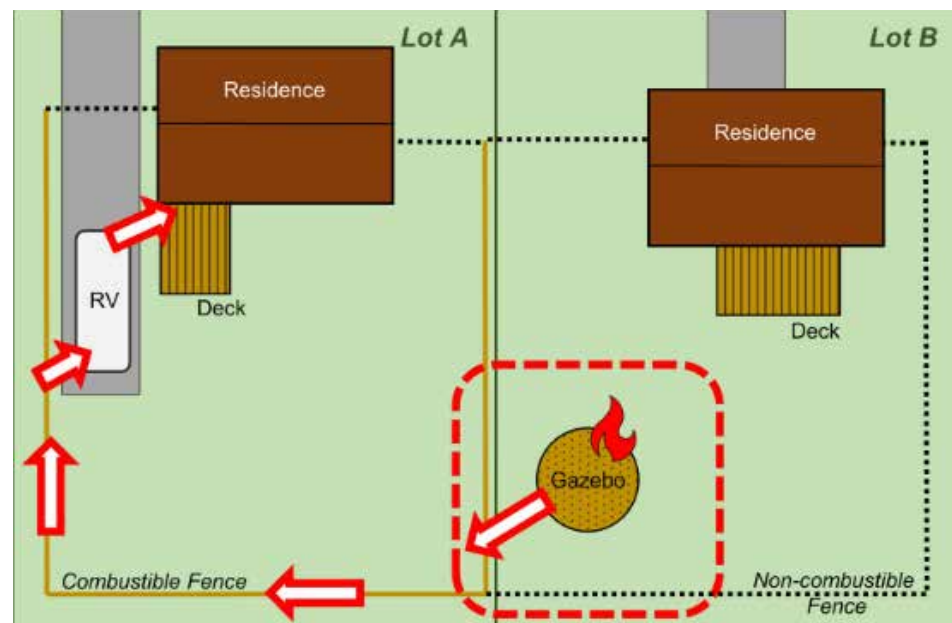 Lot A
Lot B
Residence
Residence
RV
Deck
Deck
Gazebo
Combustible Fence
Non-combustible
Fence